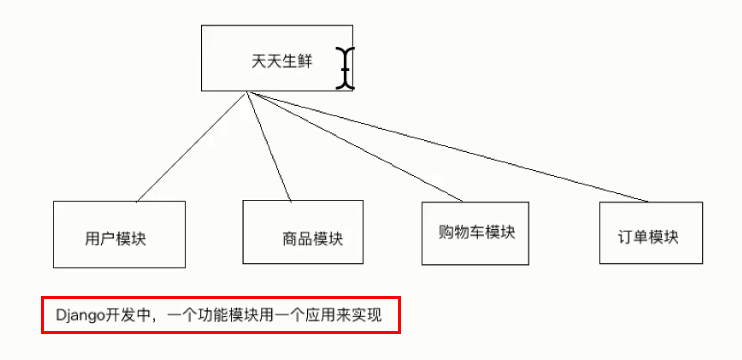 天天生鲜
用户模块
商品模块
购物车模块
订单模块
Django开发中，一个功能模块用一个应用来实现